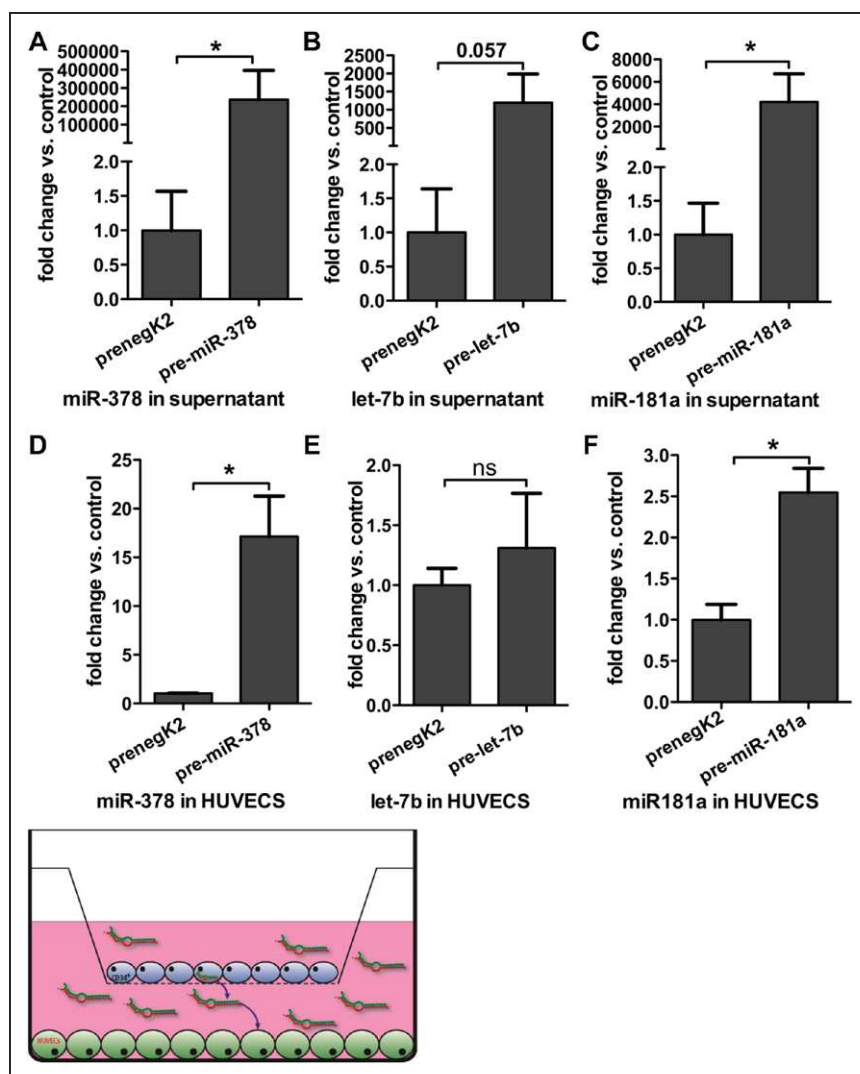 A
fold change vs. control
500000
400000
300000
200000
100000
2.0
1.5
1.0
0.5
0.0
*
prenegK2
pre-miR-378
miR-378 in supernatant
B
fold change vs. control
2500
2000
1500
1000
500
2.0
1.5
1.0
0.5
0.0
0.057
prenegK2
pre-let-7b
let-7b in supernatant
C
fold change vs. control
8000
6000
4000
2000
2.0
1.5
1.0
0.5
0.0
*
prenegK2
pre-miR-181a
miR-181a in supernatant
D
fold change vs. control
25
20
15
10
5
0
*
prenegK2
pre-miR-378
miR-378 in HUVECS
E
fold change vs. control
2.0
1.5
1.0
0.5
0.0
ns
prenegK2
pre-let-7b
let-7b in HUVECS
F
fold change vs. control
3.0
2.5
2.0
1.5
1.0
0.5
0.0
*
prenegK2
pre-miR-181a
miR181a in HUVECS
CD34+
HUVECs